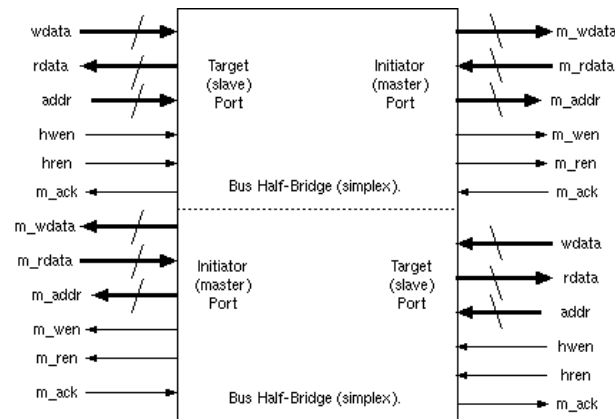 wdata
rdata
addr
hwen
hren
m_ack
Target
(slave)
Port
Initiator
(master)
Port
m_wdata
m_rdata
m_addr
m_wen
m_ren
m_ack
Bus Half-Bridge (simplex).
m_wdata
m_rdata
m_addr
m_wen
m_ren
m_ack
Initiator
(master)
Port
Target
(slave)
Port
wdata
rdata
addr
hwen
hren
m_ack
Bus Half-Bridge (simplex).